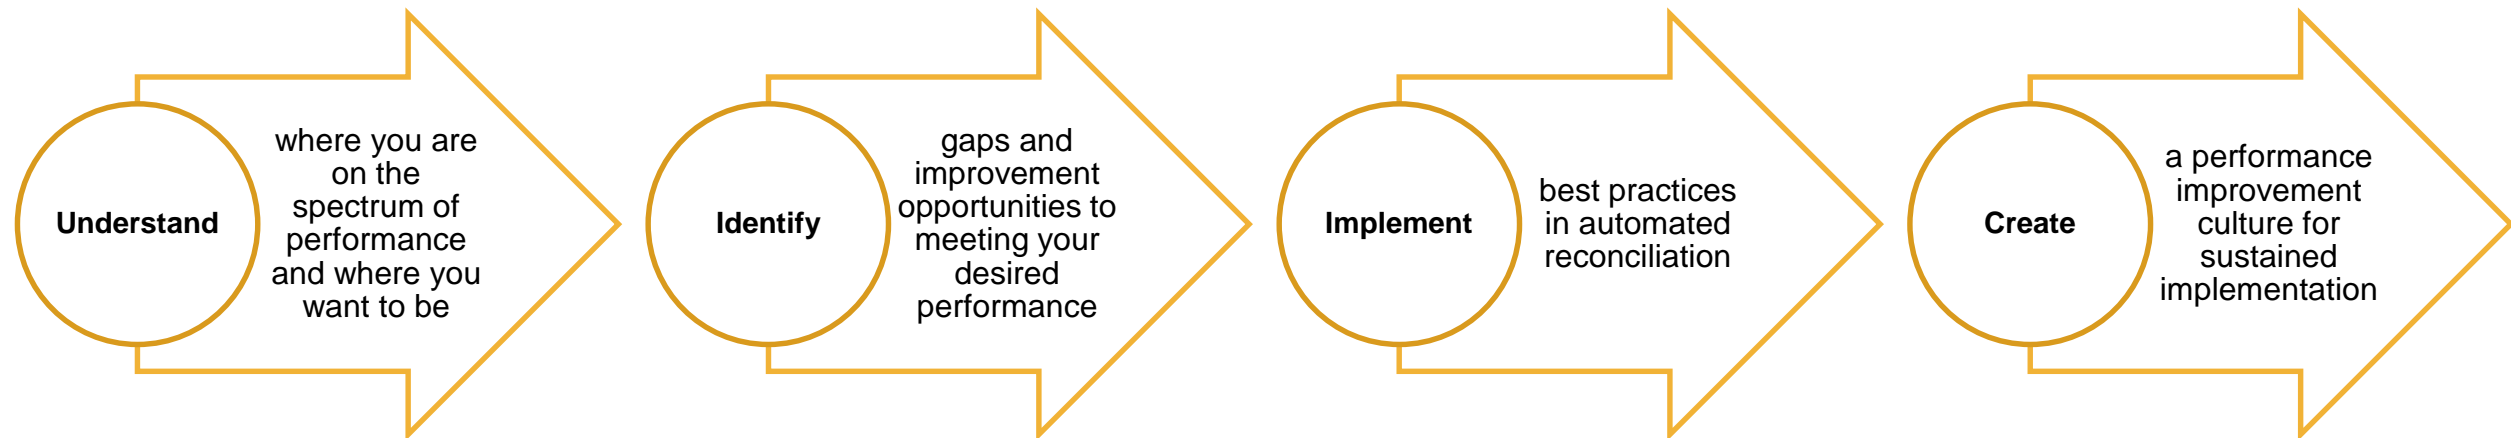 Understand
where you are
on the
spectrum of
performance
and where you
want to be
Identify
gaps and
improvement
opportunities to
meeting your
desired
performance
Implement
best practices
in automated
reconciliation
Create
a performance
improvement
culture for
sustained
implementation